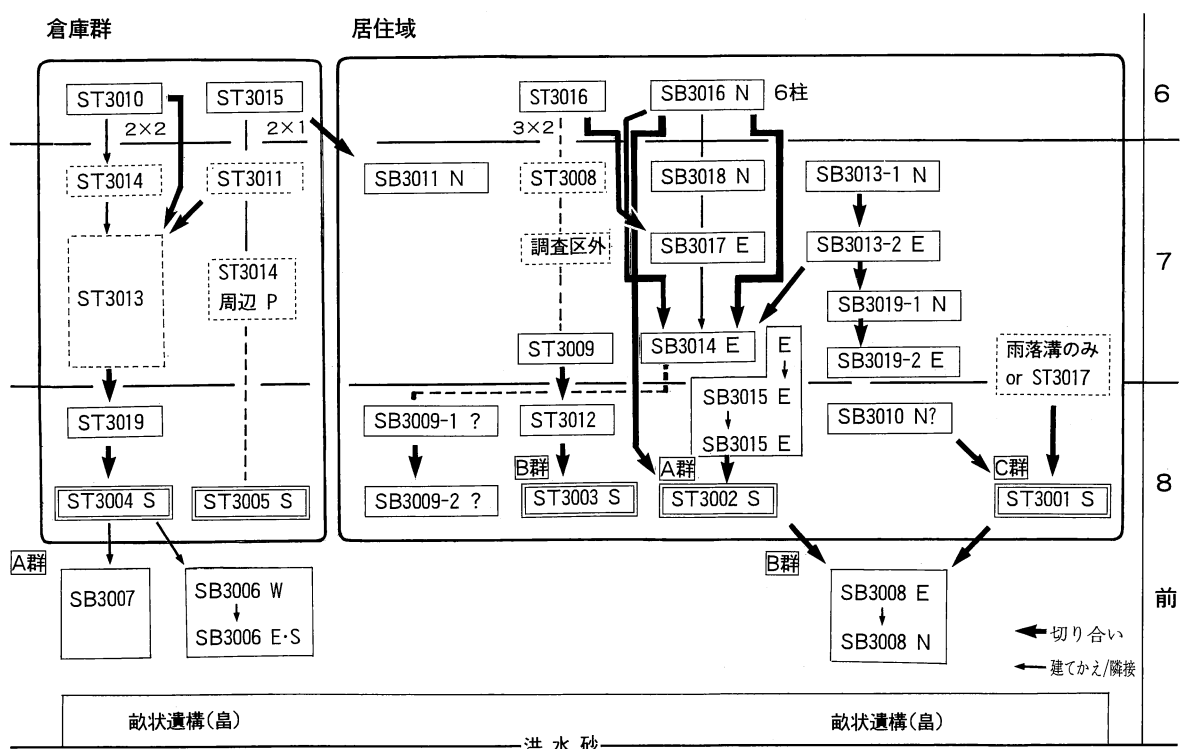 倉庫群
居住域
ST3010
ST3015
ST3016
SB3016 N
6柱
6
2×2
2×1
3×2
ST3014
ST3011
SB3011 N
ST3008
SB3018 N
SB3013-1 N
調査区外
SB3017 E
SB3013-2 E
7
ST3013
ST3014
周辺 P
SB3019-1 N
ST3009
SB3014 E
E
SB3019-2 E
雨落溝のみ
or ST3017
ST3019
SB3009-1 ?
ST3012
SB3015 E
SB3015 E
SB3010 N?
B群
A群
C群
8
ST3004 S
ST3005 S
SB3009-2 ?
ST3003 S
ST3002 S
ST3001 S
A群
B群
SB3007
SB3006 W
SB3006 E·S
SB3008 E
SB3008 N
前
切り合い
建てかえ/隣接
畝状遺構(畠)
畝状遺構(畠)
洪水砂